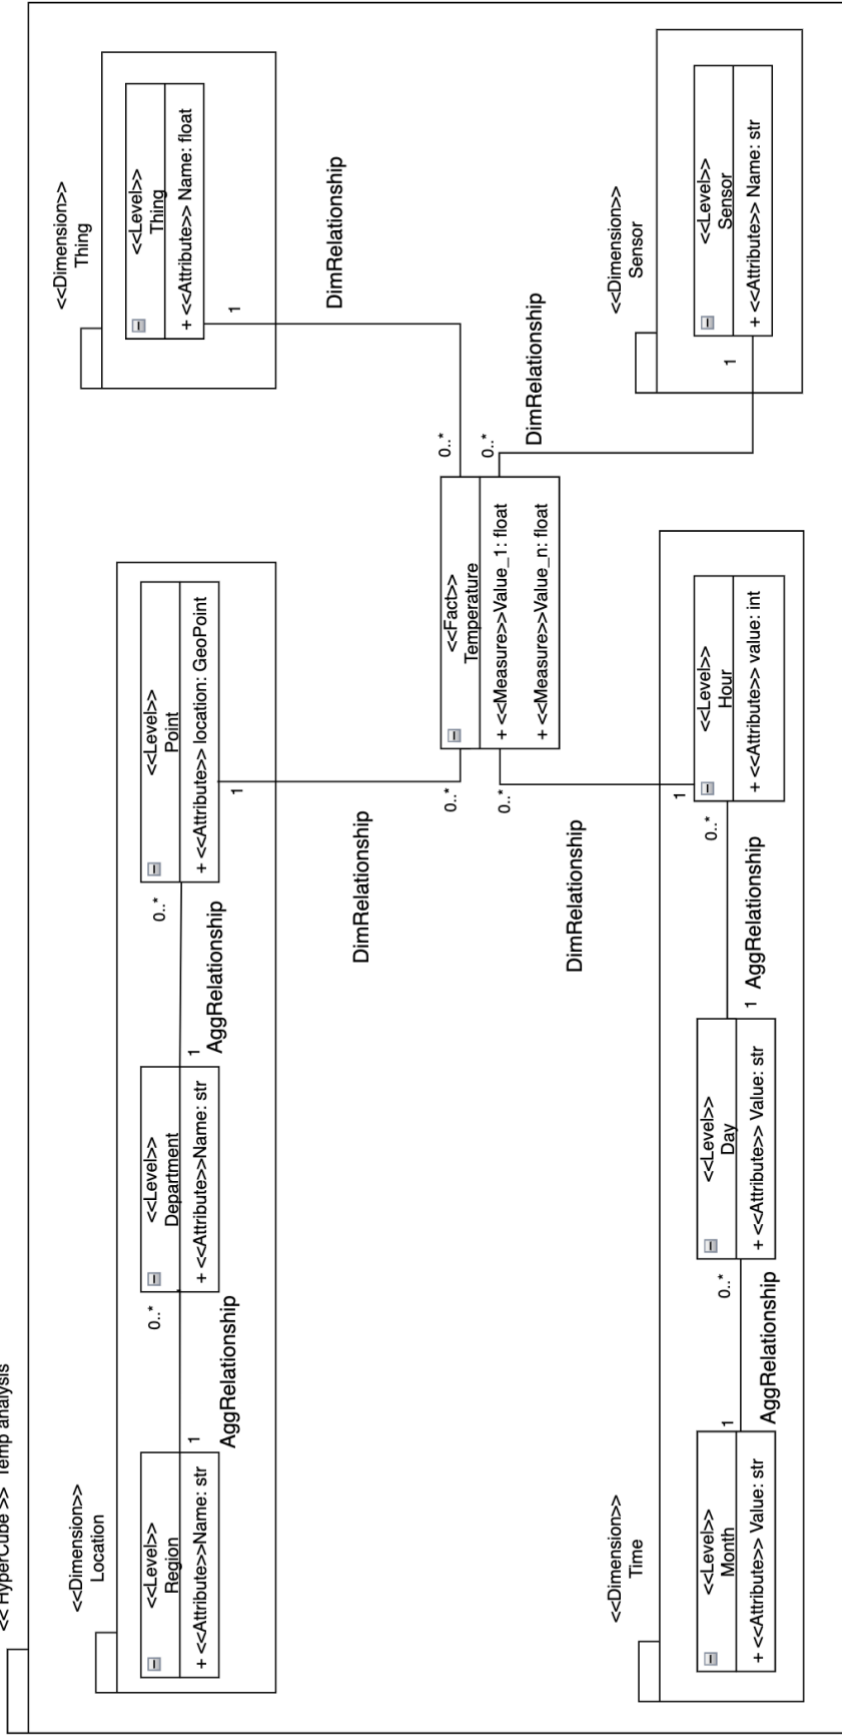 << HyperCube >> Temp analysis
<<Dimension>>
Location
<<Level>>
Region
+ <<Attribute>>Name: str
1
AggRelationship
0..*
<<Level>>
Department
+ <<Attribute>>Name: str
1
AggRelationship
0..*
<<Level>>
Point
+ <<Attribute>> location: GeoPoint
1
DimRelationship
0..*
<<Dimension>>
Thing
<<Level>>
Thing
+ <<Attribute>> Name: float
1
DimRelationship
0..*
<<Fact>>
Temperature
+ <<Measure>>Value_1: float
+ <<Measure>>Value_n: float
0..*
DimRelationship
1
0..*
DimRelationship
1
<<Dimension>>
Time
<<Level>>
Month
+ <<Attribute>> Value: str
1
AggRelationship
0..*
<<Level>>
Day
+ <<Attribute>> Value: str
1
AggRelationship
0..*
<<Level>>
Hour
+ <<Attribute>> value: int
<<Dimension>>
Sensor
<<Level>>
Sensor
+ <<Attribute>> Name: str